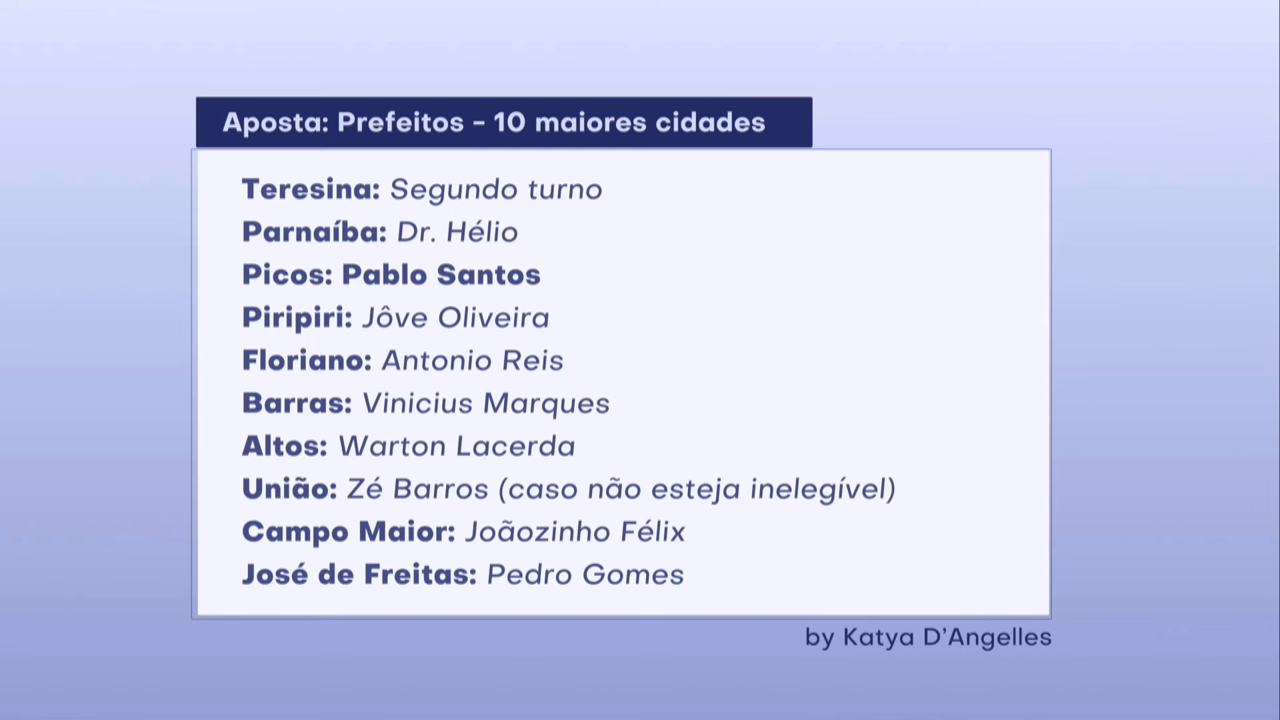 Aposta: Prefeitos - 10 maiores cidades
Teresina: Segundo turno
Parnaíba: Dr. Hélio
Picos: Pablo Santos
Piripiri: Jôve Oliveira
Floriano: Antonio Reis
Barras: Vinicius Marques
Altos: Warton Lacerda
União: Zé Barros (caso não esteja inelegível)
Campo Maior: Joãozinho Félix
José de Freitas: Pedro Gomes
by Katya D’Angelles